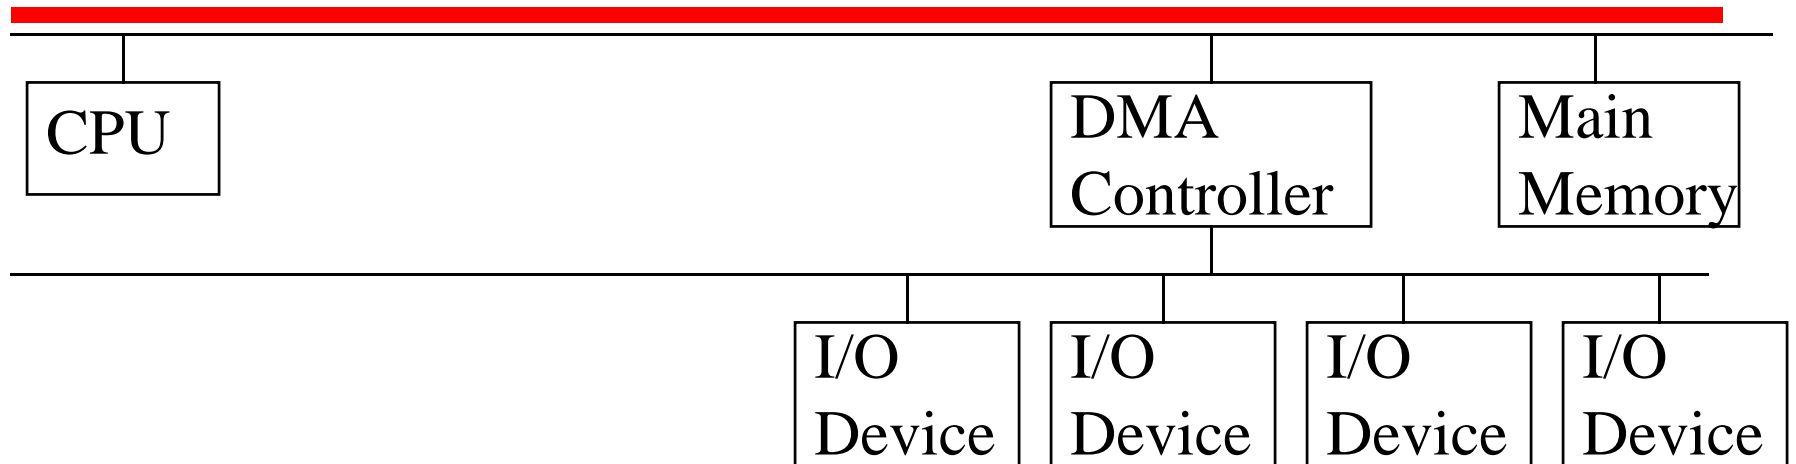 CPU
DMA
Controller
Main
Memory
I/O
Device
I/O
Device
I/O
Device
I/O
Device